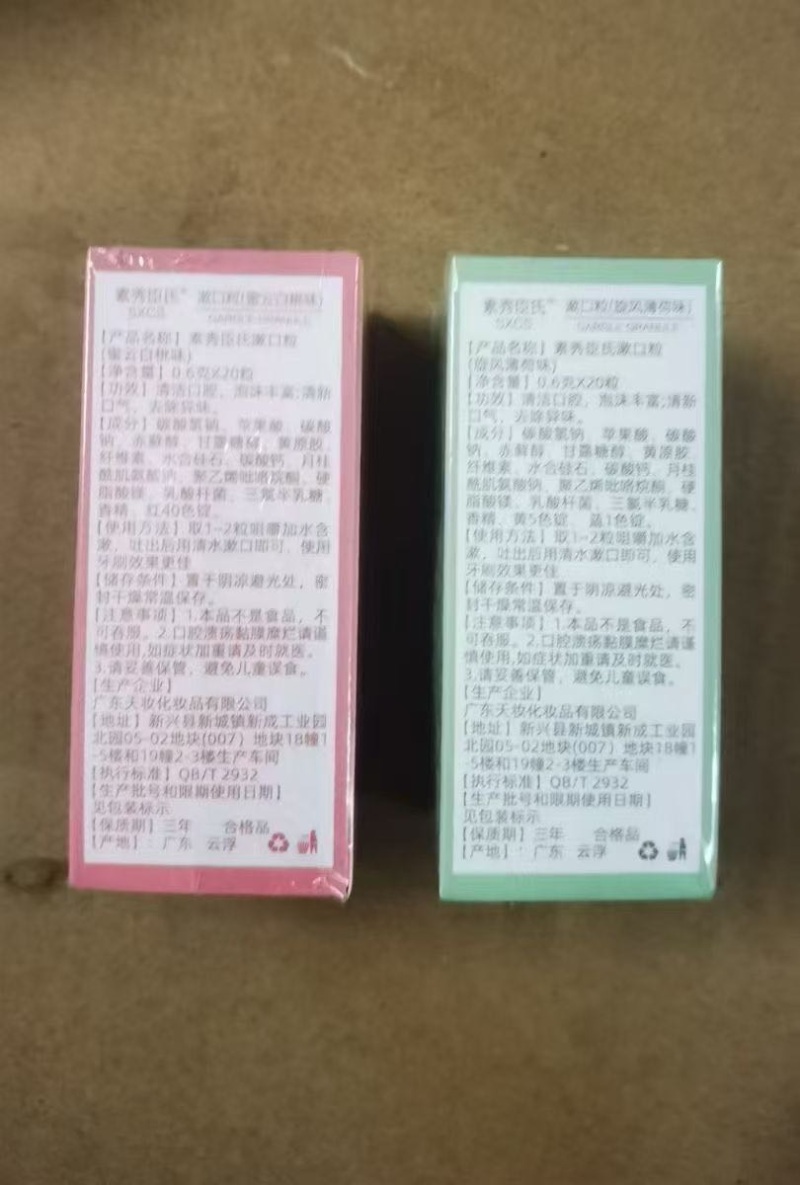 素秀臣氏 漱口粒(蜜云白桃味)
SXCS GARGLE GRANULE
【产品名称】素秀臣氏漱口粒
(蜜云白桃味)
【净含量】0.6克X20粒
【功效】清洁口腔、泡沫丰富;清新
口气、去除异味。
【成分】碳酸氢钠、苹果酸、碳酸
钠、赤藓醇、甘露糖醇、黄原胶、
纤维素、水合硅石、碳酸钙、月桂
酰肌氨酸钠、聚乙烯吡咯烷酮、硬
脂酸镁、乳酸杆菌、三氯半乳糖、
香精、红40色锭。
【使用方法】取1-2粒咀嚼加水含
漱，吐出后用清水漱口即可，使用
牙刷效果更佳
【储存条件】置于阴凉避光处，密
封干燥常温保存。
【注意事项】1.本品不是食品，不
可吞服。2.口腔溃疡黏膜糜烂请谨
慎使用,如症状加重请及时就医。
3.请妥善保管，避免儿童误食。
【生产企业】
广东天妆化妆品有限公司
【地址】新兴县新城镇新成工业园
北园05-02地块(007）地块18幢1
-5楼和19幢2-3楼生产车间
【执行标准】QB/T 2932
【生产批号和限期使用日期】
见包装标示
【保质期】三年 合格品
【产地】：广东 云浮
素秀臣氏 漱口粒(旋风薄荷味)
SXCS GARGLE GRANULE
【产品名称】素秀臣氏漱口粒
(旋风薄荷味)
【净含量】0.6克X20粒
【功效】清洁口腔、泡沫丰富;清新
口气、去除异味。
【成分】碳酸氢钠、苹果酸、碳酸
钠、赤藓醇、甘露糖醇、黄原胶、
纤维素、水合硅石、碳酸钙、月桂
酰肌氨酸钠、聚乙烯吡咯烷酮、硬
脂酸镁、乳酸杆菌、三氯半乳糖、
香精、黄5色锭、蓝1色锭。
【使用方法】取1-2粒咀嚼加水含
漱，吐出后用清水漱口即可，使用
牙刷效果更佳
【储存条件】置于阴凉避光处，密
封干燥常温保存。
【注意事项】1.本品不是食品，不
可吞服。2.口腔溃疡黏膜糜烂请谨
慎使用,如症状加重请及时就医。
3.请妥善保管，避免儿童误食。
【生产企业】
广东天妆化妆品有限公司
【地址】新兴县新城镇新成工业园
北园05-02地块(007）地块18幢1
-5楼和19幢2-3楼生产车间
【执行标准】QB/T 2932
【生产批号和限期使用日期】
见包装标示
【保质期】三年 合格品
【产地】：广东 云浮